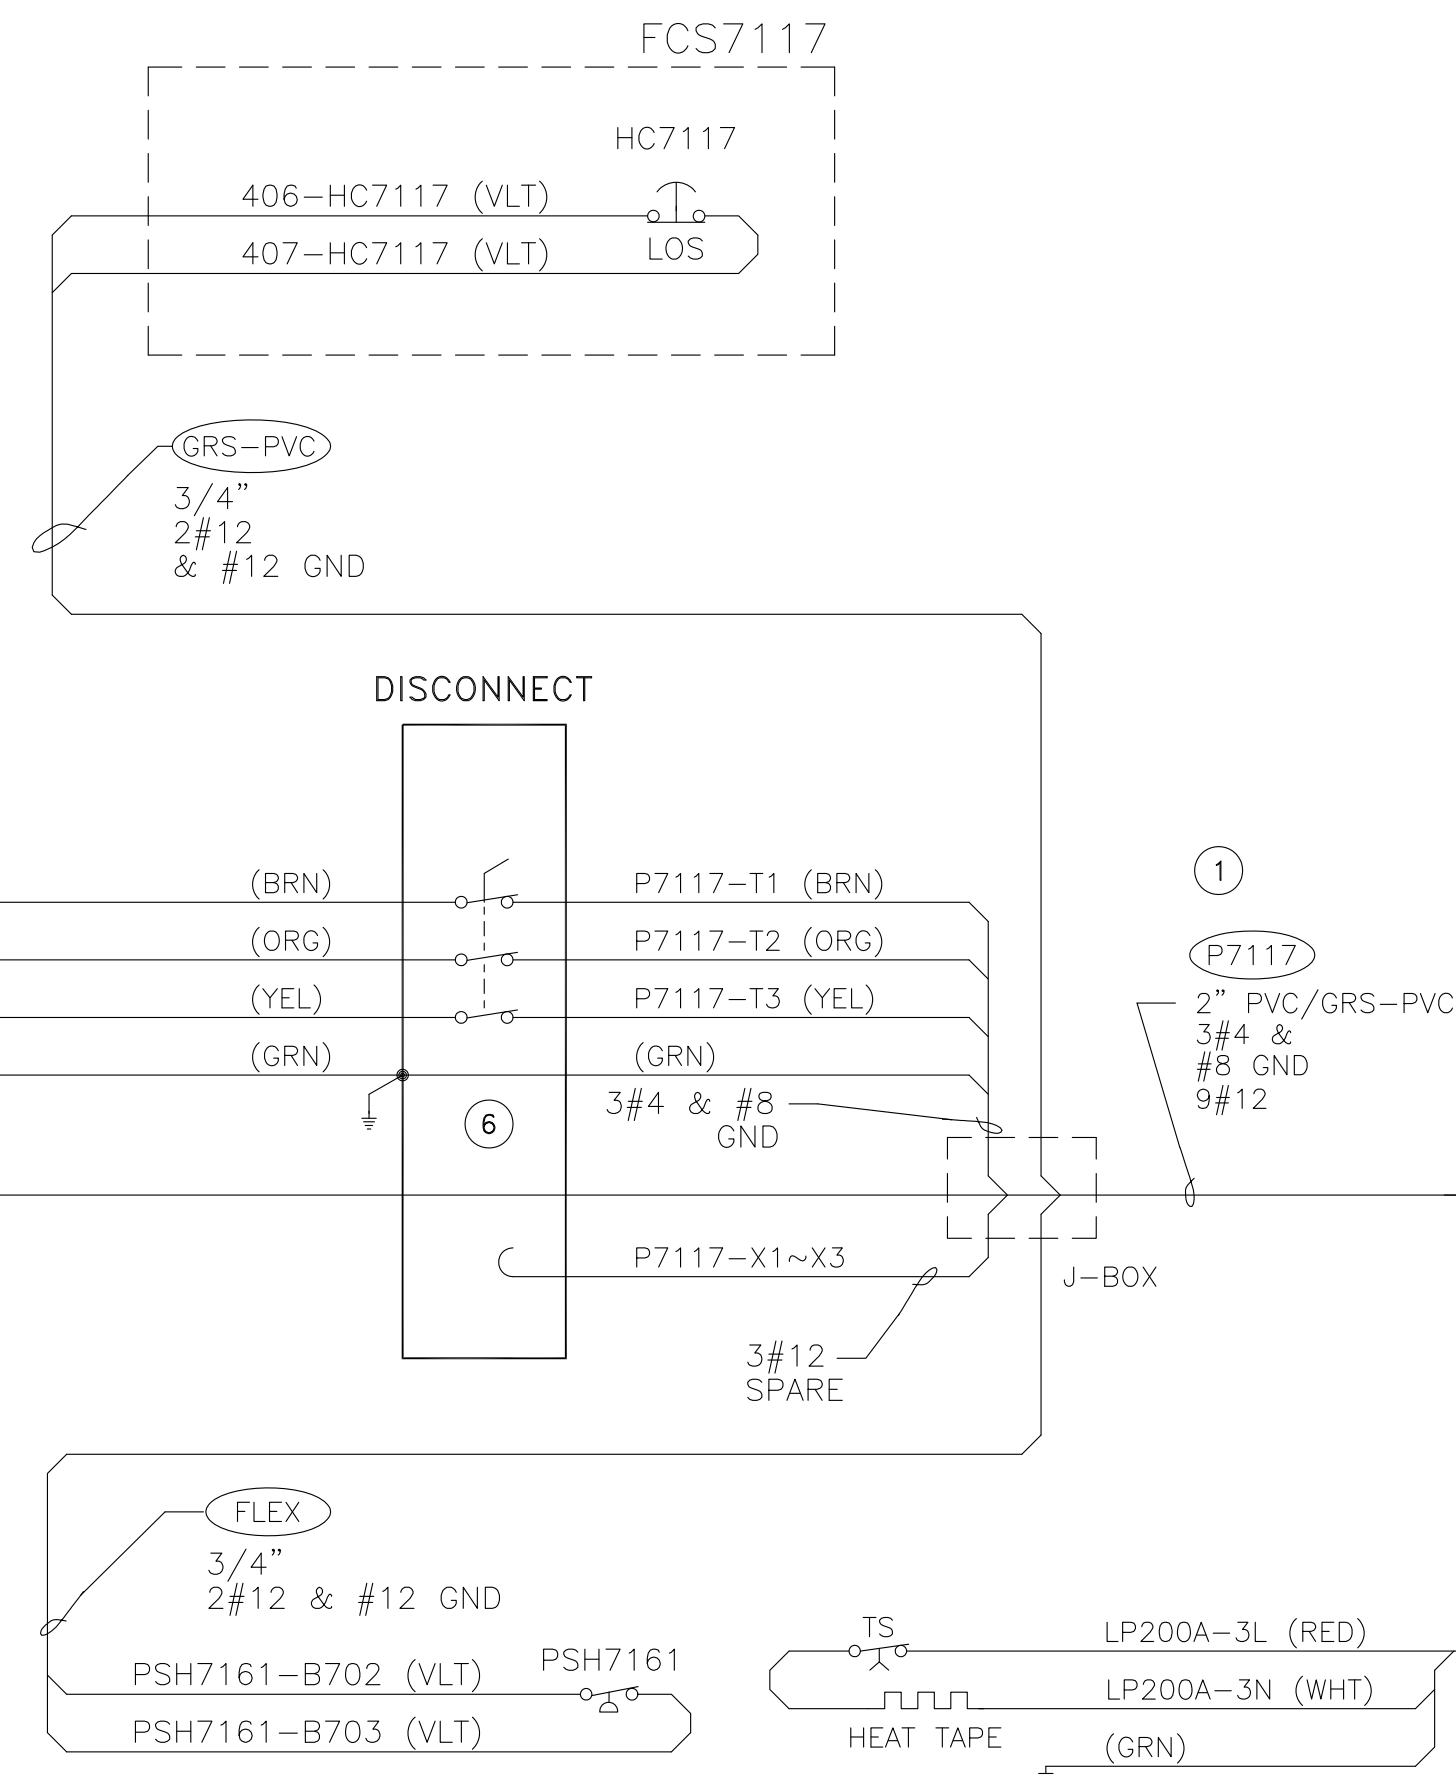 FCS7117
HC7117
406-HC7117 (VLT)
LOS
407-HC7117 (VLT)
GRS-PVC
3/4"
2#12
& #12 GND
DISCONNECT
(BRN)
P7117-T1 (BRN)
(ORG)
P7117-T2 (ORG)
(YEL)
P7117-T3 (YEL)
(GRN)
(GRN)
3#4 & #8
GND
6
1
P7117
2" PVC/GRS-PVC
3#4 &
#8 GND
9#12
P7117-X1~X3
J-BOX
3#12
SPARE
FLEX
3/4"
2#12 & #12 GND
PSH7161-B702 (VLT)
PSH7161
PSH7161-B703 (VLT)
TS
LP200A-3L (RED)
LP200A-3N (WHT)
HEAT TAPE
(GRN)